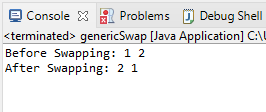 Console Problems Debug Shell
<terminated> genericSwap [Java Application] C:\
Before Swapping: 1 2
After Swapping: 2 1